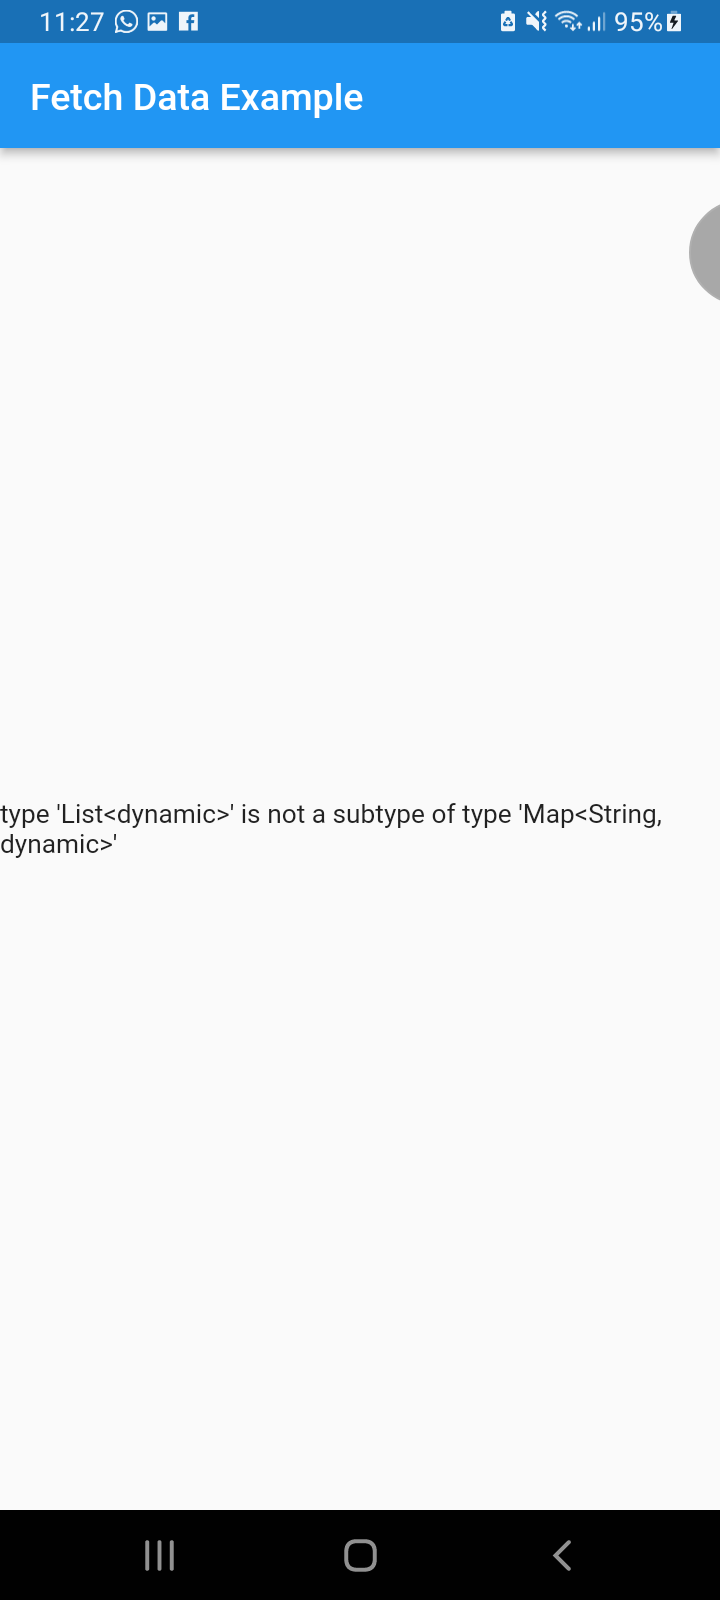 11:27 95%
Fetch Data Example
type 'List<dynamic>' is not a subtype of type 'Map<String,
dynamic>'